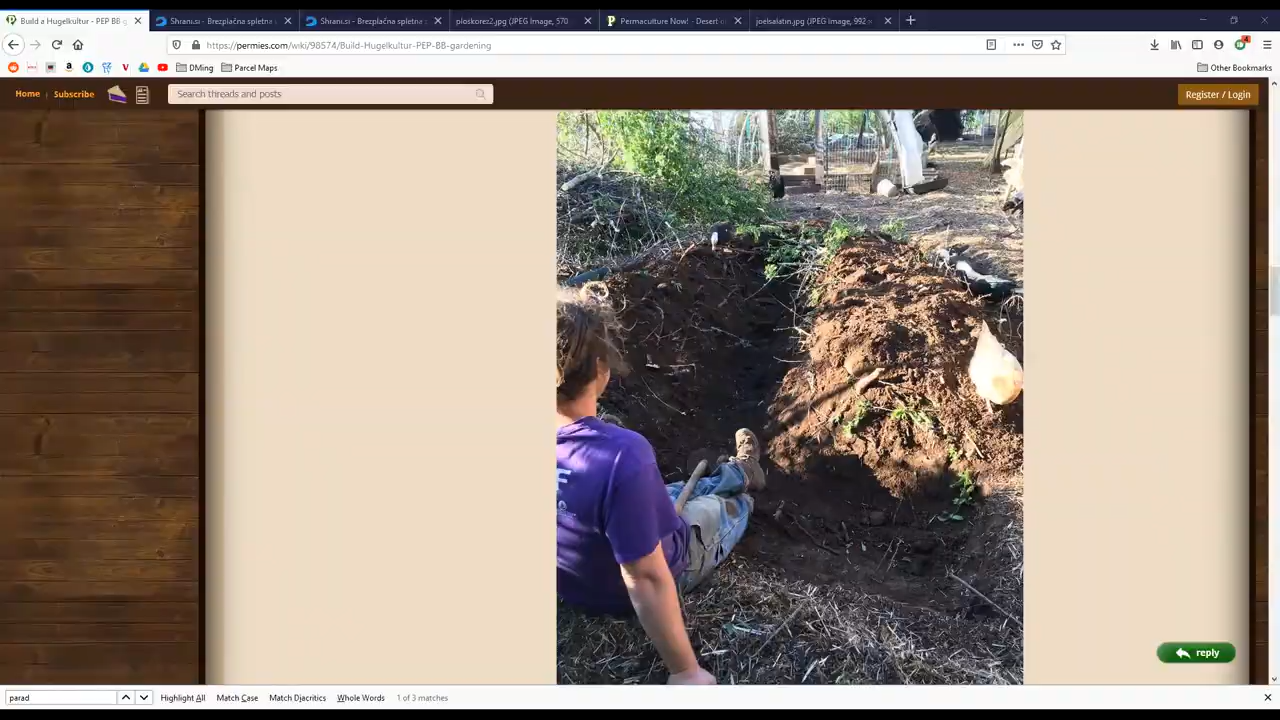 Build a Hugelkultur - PEP BB g
Shrani.si - Brezplačna spletna s
Shrani.si - Brezplačna spletna s
ploskorez2.jpg (JPEG Image, 570
Permaculture Now! - Desert o
joelsalatn.jpg (JPEG Image, 992 ×
https://permies.com/wiki/98574/Build-Hugelkultur-PEP-BB-gardening
4
DMing
Parcel Maps
Other Bookmarks
Home
Subscribe
Search threads and posts
Register / Login
F
reply
parad
Highlight All
Match Case
Match Diacritics
Whole Words
1 of 3 matches